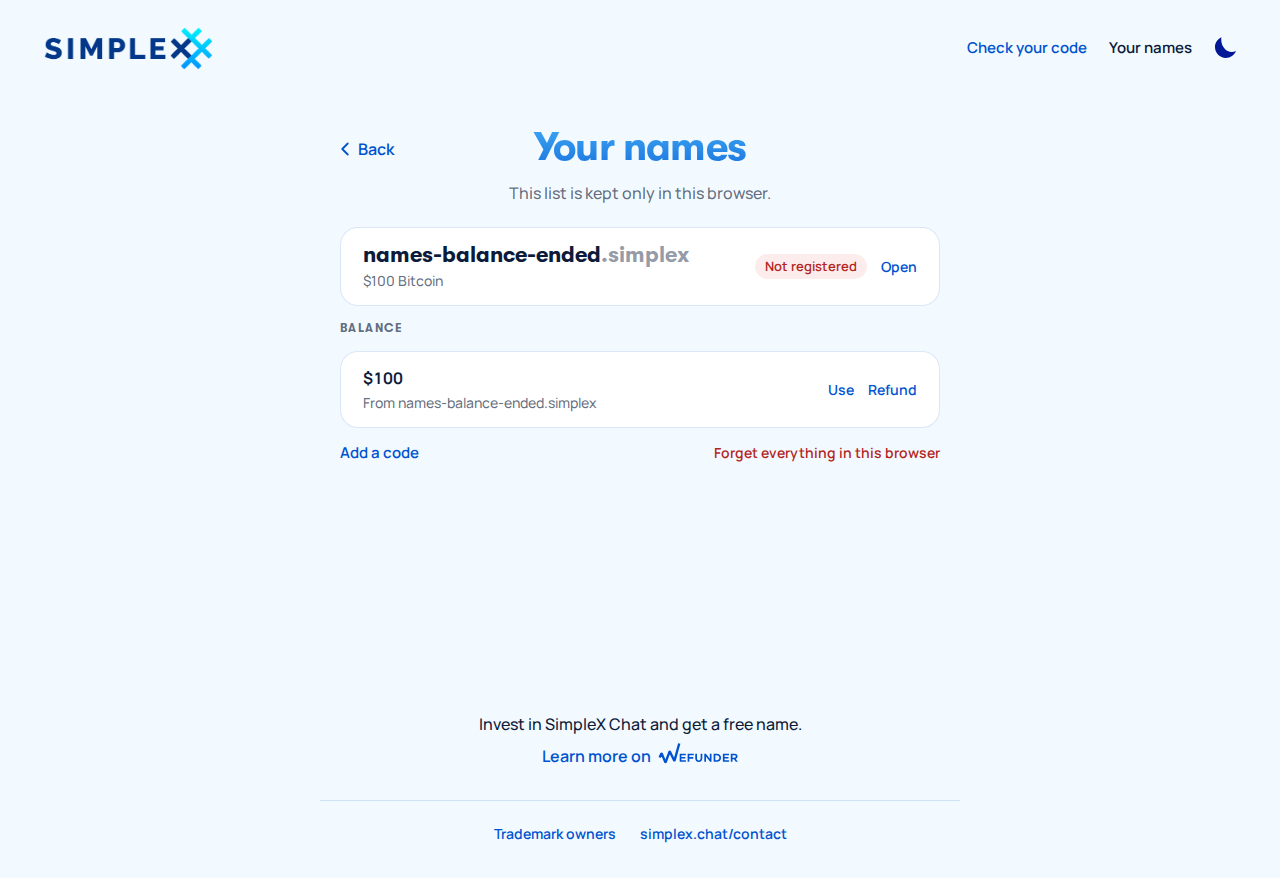 SIMPLEX
Check your code
Your names
Back
Your names
This list is kept only in this browser.
names-balance-ended.simplex
$100 Bitcoin
Not registered
Open
BALANCE
$100
From names-balance-ended.simplex
Use
Refund
Add a code
Forget everything in this browser
Invest in SimpleX Chat and get a free name.
Learn more on WEFUNDER
Trademark owners
simplex.chat/contact